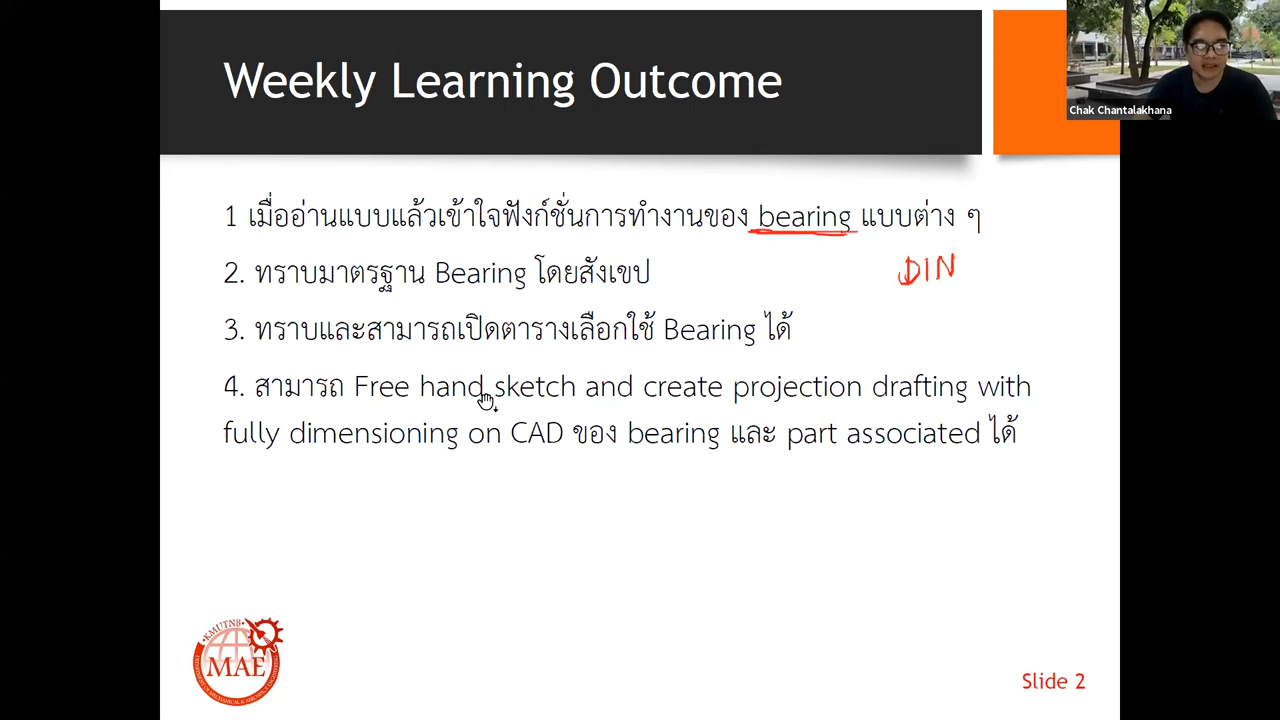 Weekly Learning Outcome
Chak Chantalakhana
1 เมื่ออ่านแบบแล้วเข้าใจฟังก์ชั่นการทำงานของ bearing แบบต่าง ๆ
2. ทราบมาตรฐาน Bearing โดยสังเขป
DIN
3. ทราบและสามารถเปิดตารางเลือกใช้ Bearing ได้
4. สามารถ Free hand sketch and create projection drafting with
fully dimensioning on CAD ของ bearing และ part associated ได้
KMUTNB
MAE
Slide 2